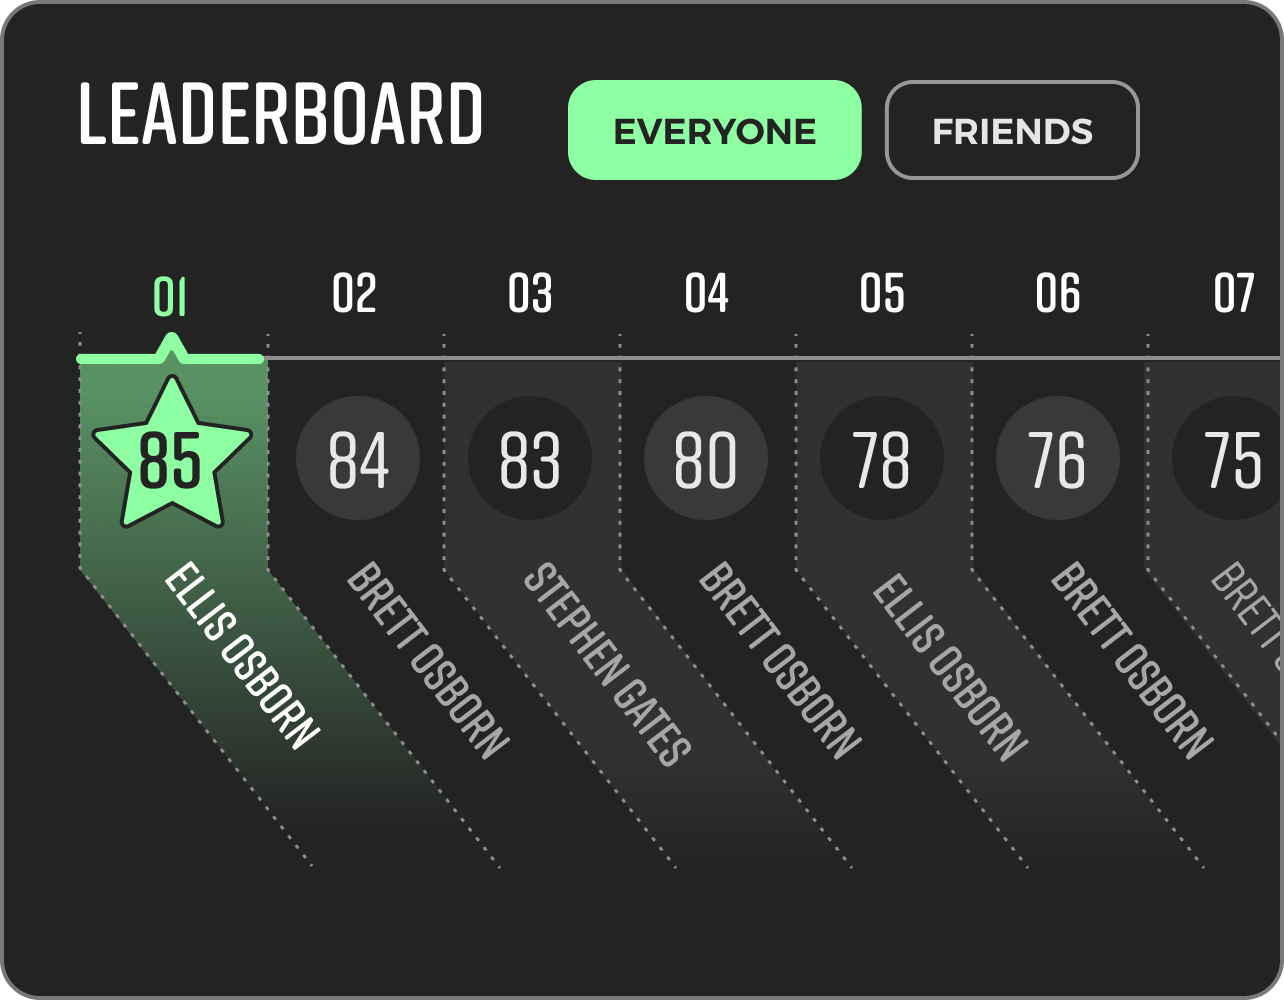 LEADERBOARD
EVERYONE
FRIENDS
01 02 03 04 05 06 07
85 84 83 80 78 76 75
ELLIS OSBORN
BRETT OSBORN
STEPHEN GATES
BRETT OSBORN
ELLIS OSBORN
BRETT OSBORN
BRETT